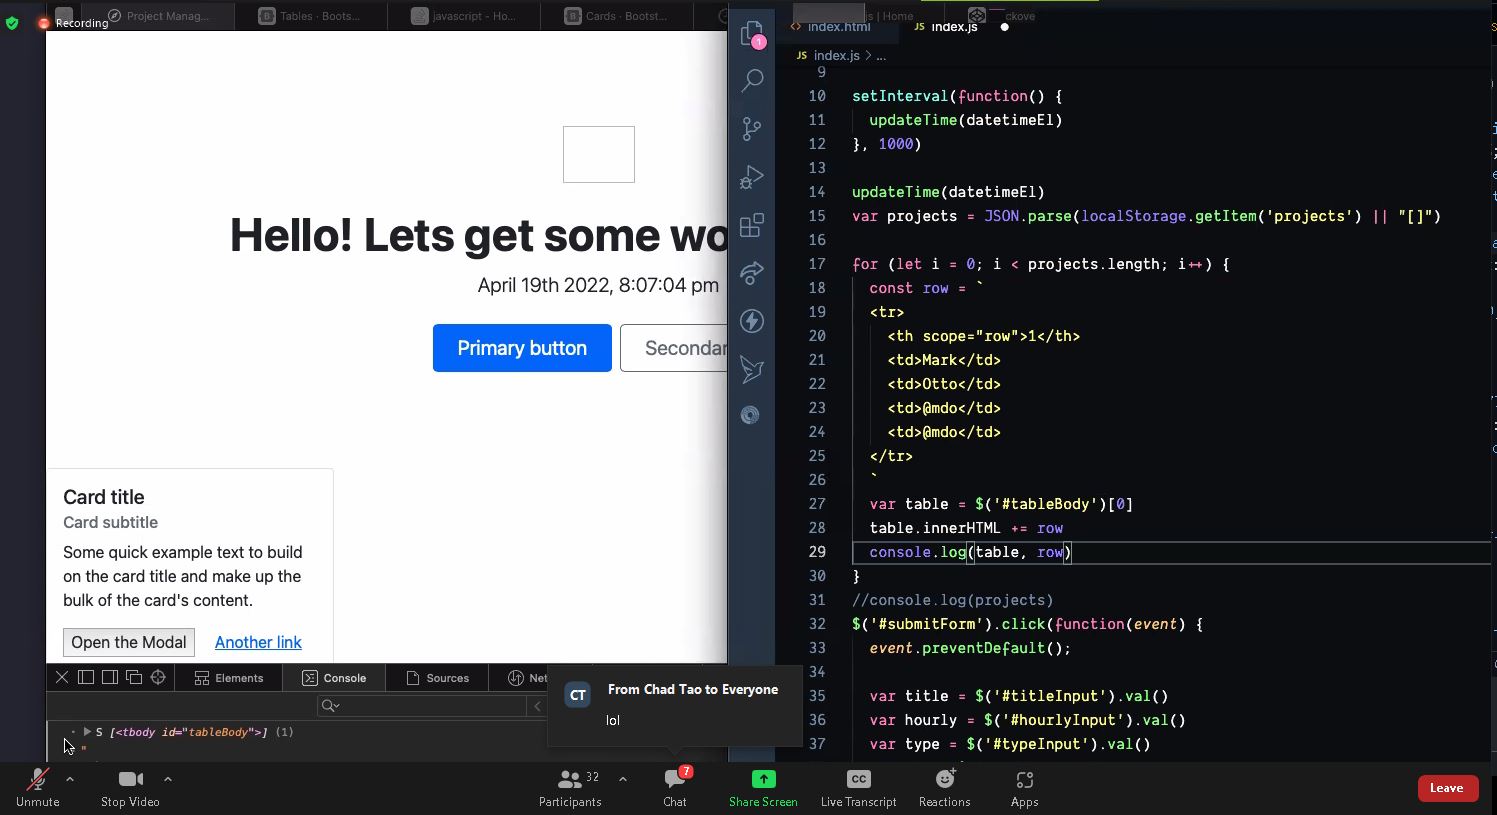 Recording
Project Manag...
Tables · Boots...
javascript - Ho...
Cards · Bootst...
js | Home
ckove
Hello! Lets get some wo
April 19th 2022, 8:07:04 pm
Primary button
Secondar
Card title
Card subtitle
Some quick example text to build
on the card title and make up the
bulk of the card's content.
Open the Modal
Another link
Elements
Console
Sources
Net
S [<tbody id="tableBody">] (1)
"
1
index.html
JS index.js
JS index.js > ...
9
10 setInterval(function() {
11 updateTime(datetimeEl)
12 }, 1000)
13
14 updateTime(datetimeEl)
15 var projects = JSON.parse(localStorage.getItem('projects') || "[]")
16
17 for (let i = 0; i < projects.length; i++) {
18 const row = `
19 <tr>
20 <th scope="row">1</th>
21 <td>Mark</td>
22 <td>Otto</td>
23 <td>@mdo</td>
24 <td>@mdo</td>
25 </tr>
26 `
27 var table = $('#tableBody')[0]
28 table.innerHTML += row
29 console.log(table, row)
30 }
31 //console.log(projects)
32 $('#submitForm').click(function(event) {
33 event.preventDefault();
34
35 var title = $('#titleInput').val()
36 var hourly = $('#hourlyInput').val()
37 var type = $('#typeInput').val()
CT
From Chad Tao to Everyone
lol
Unmute
Stop Video
32
Participants
7
Chat
Share Screen
CC
Live Transcript
Reactions
Apps
Leave